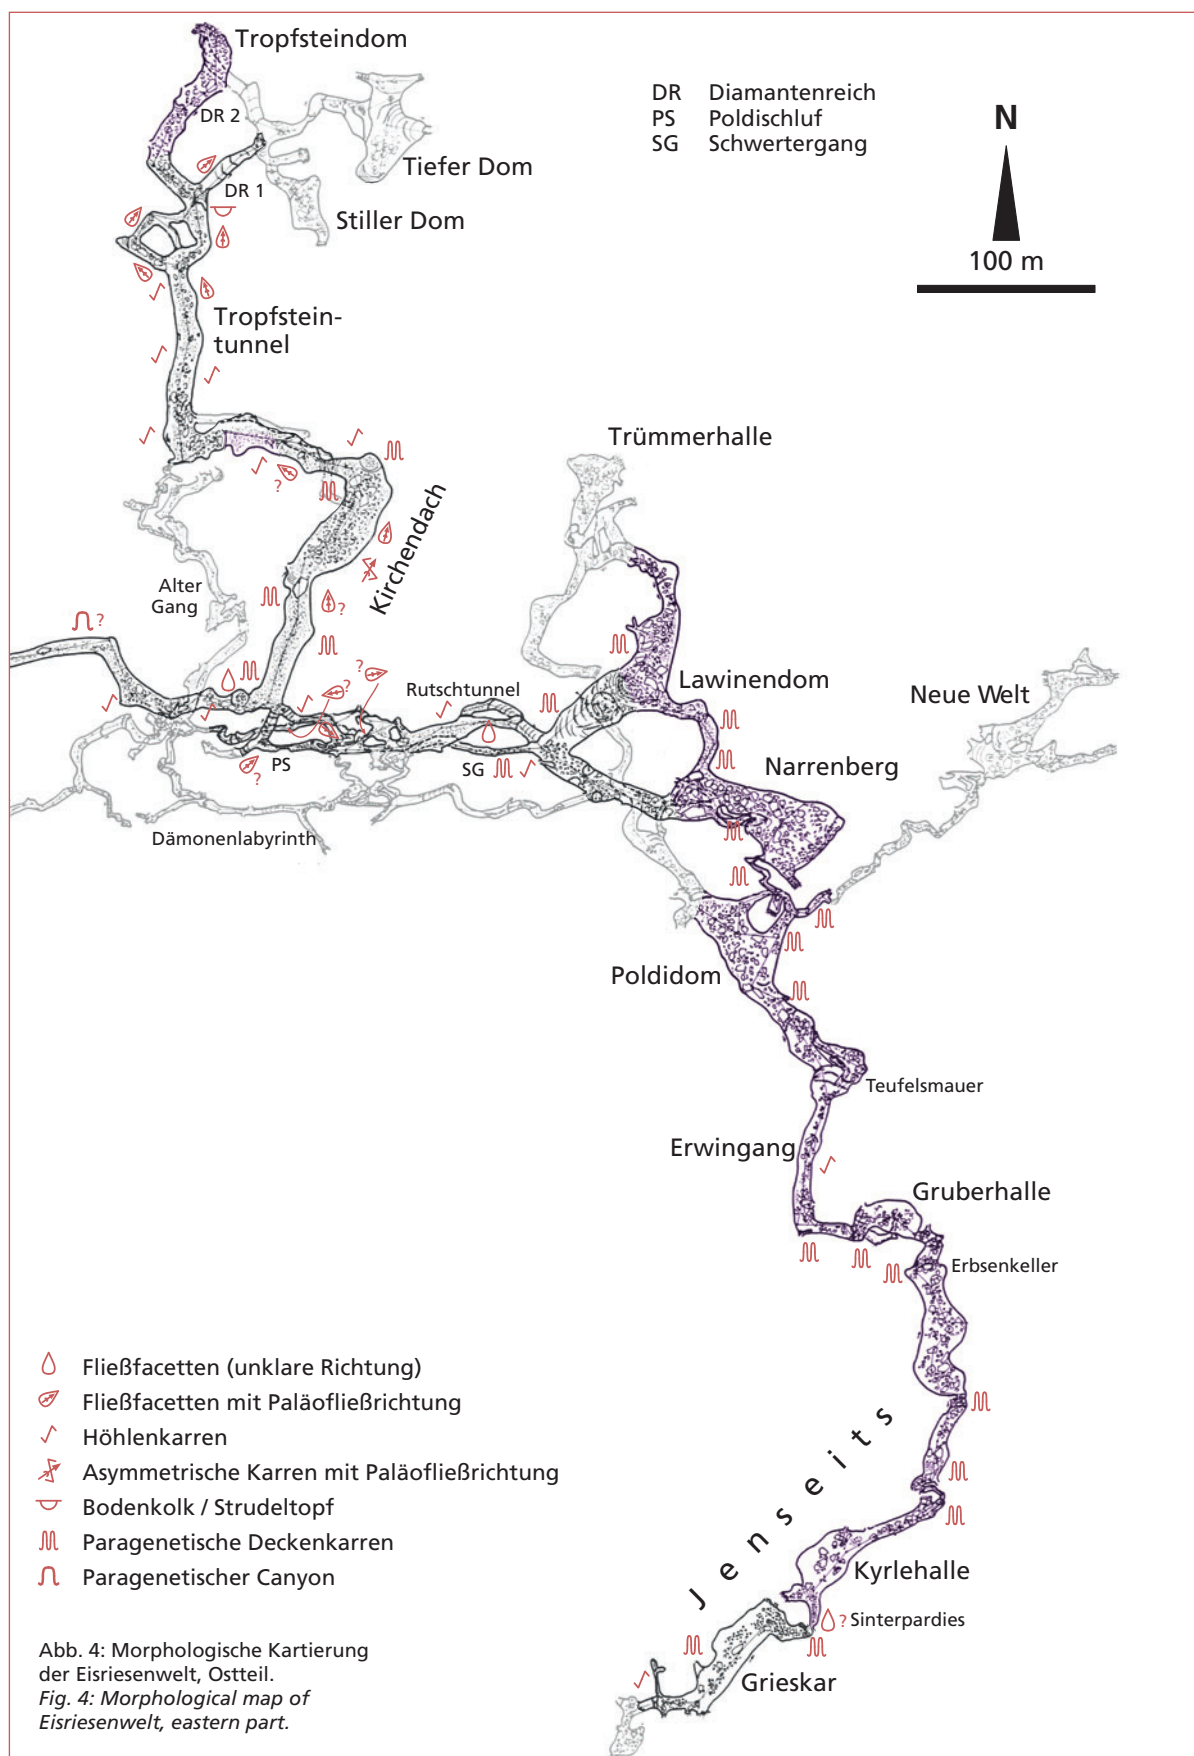 Tropfsteindom
DR Diamantenreich
PS Poldischluf
SG Schwertergang
N
100 m
DR 2
Tiefer Dom
DR 1
Stiller Dom
Tropfstein-
tunnel
Trümmerhalle
?
Kirchendach
Alter
Gang
?
?
?
?
Rutschtunnel
Lawinendom
Neue Welt
?
PS
SG
Narrenberg
Dämonenlabyrinth
Poldidom
Teufelsmauer
Erwingang
Gruberhalle
Erbsenkeller
Jenseits
Kyrlehalle
? Sinterpardies
Grieskar
Fließfacetten (unklare Richtung)
Fließfacetten mit Paläofließrichtung
Höhlenkarren
Asymmetrische Karren mit Paläofließrichtung
Bodenkolk / Strudeltopf
Paragenetische Deckenkarren
Paragenetischer Canyon
Abb. 4: Morphologische Kartierung
der Eisriesenwelt, Ostteil.
Fig. 4: Morphological map of
Eisriesenwelt, eastern part.